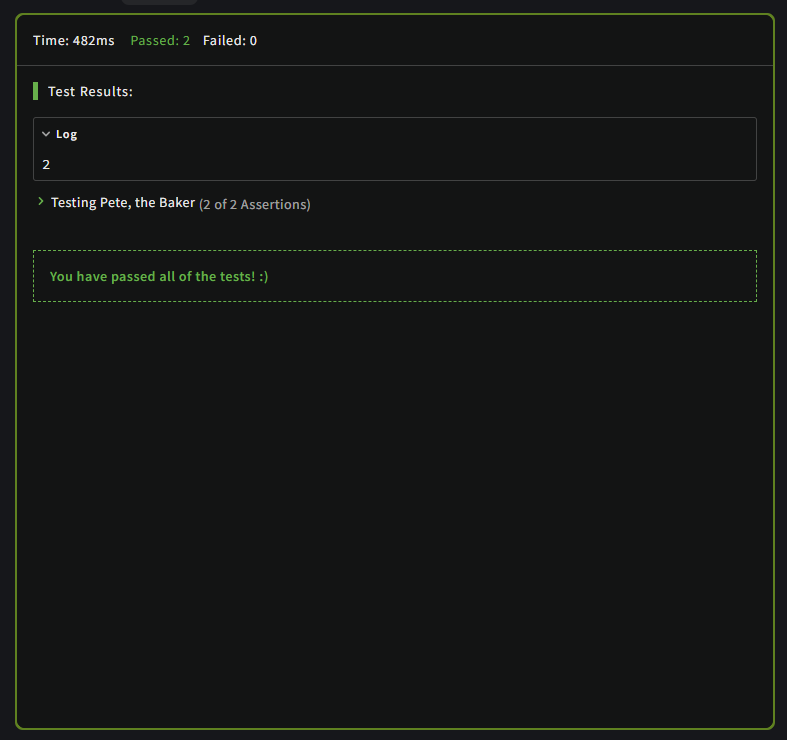 Time: 482ms Passed: 2 Failed: 0
Test Results:
Log
2
Testing Pete, the Baker (2 of 2 Assertions)
You have passed all of the tests! :)